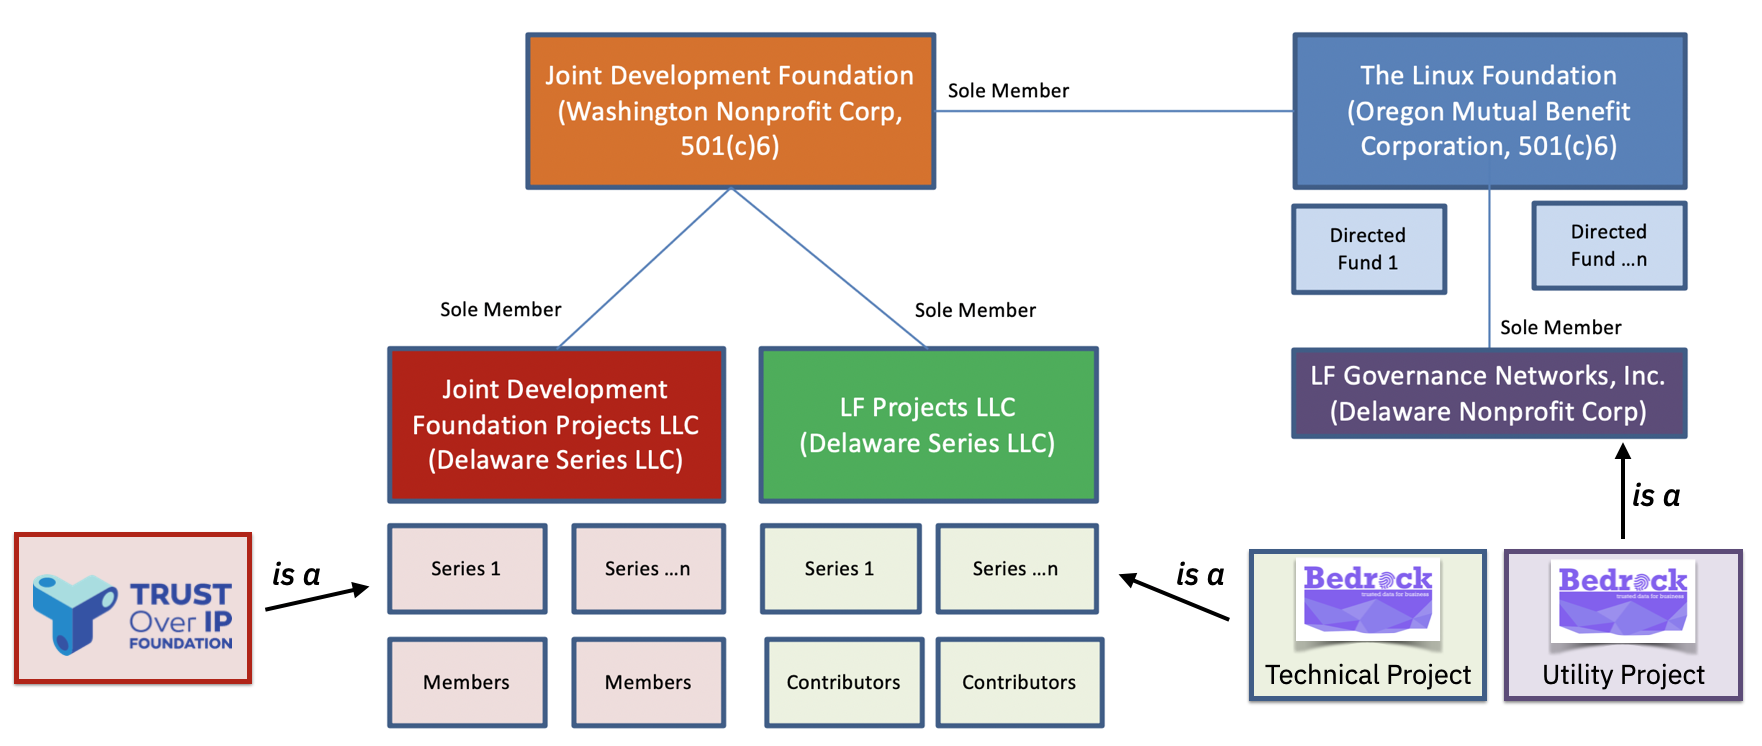 Joint Development Foundation
(Washington Nonprofit Corp,
501(c)6)
Sole Member
The Linux Foundation
(Oregon Mutual Benefit
Corporation, 501(c)6)
Directed
Fund 1
Directed
Fund ...n
Sole Member
Sole Member
Sole Member
Joint Development
Foundation Projects LLC
(Delaware Series LLC)
LF Projects LLC
(Delaware Series LLC)
LF Governance Networks, Inc.
(Delaware Nonprofit Corp)
is a
TRUST
Over IP
FOUNDATION
is a
Series 1
Series ...n
Series 1
Series ...n
is a
Bedrock
trusted data for business
Technical Project
Bedrock
trusted data for business
Utility Project
Members
Members
Contributors
Contributors